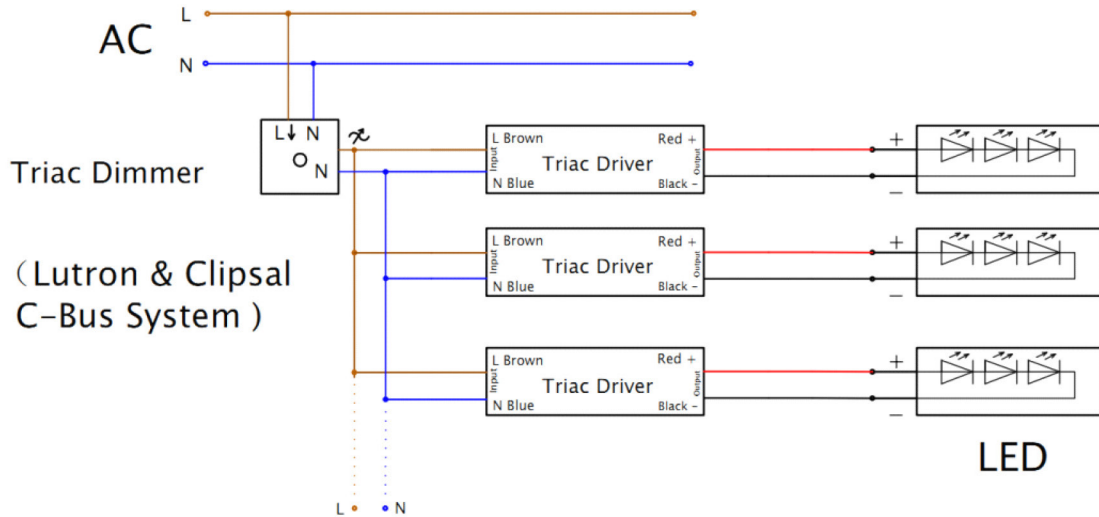 L
AC
N
L↓ N
N
Triac Dimmer
（Lutron & Clipsal
C-Bus System )
L Brown
Input
N Blue
Triac Driver
Red +
Output
Black -
+
−
L Brown
Input
N Blue
Triac Driver
Red +
Output
Black -
+
−
L Brown
Input
N Blue
Triac Driver
Red +
Output
Black -
+
−
LED
L
N